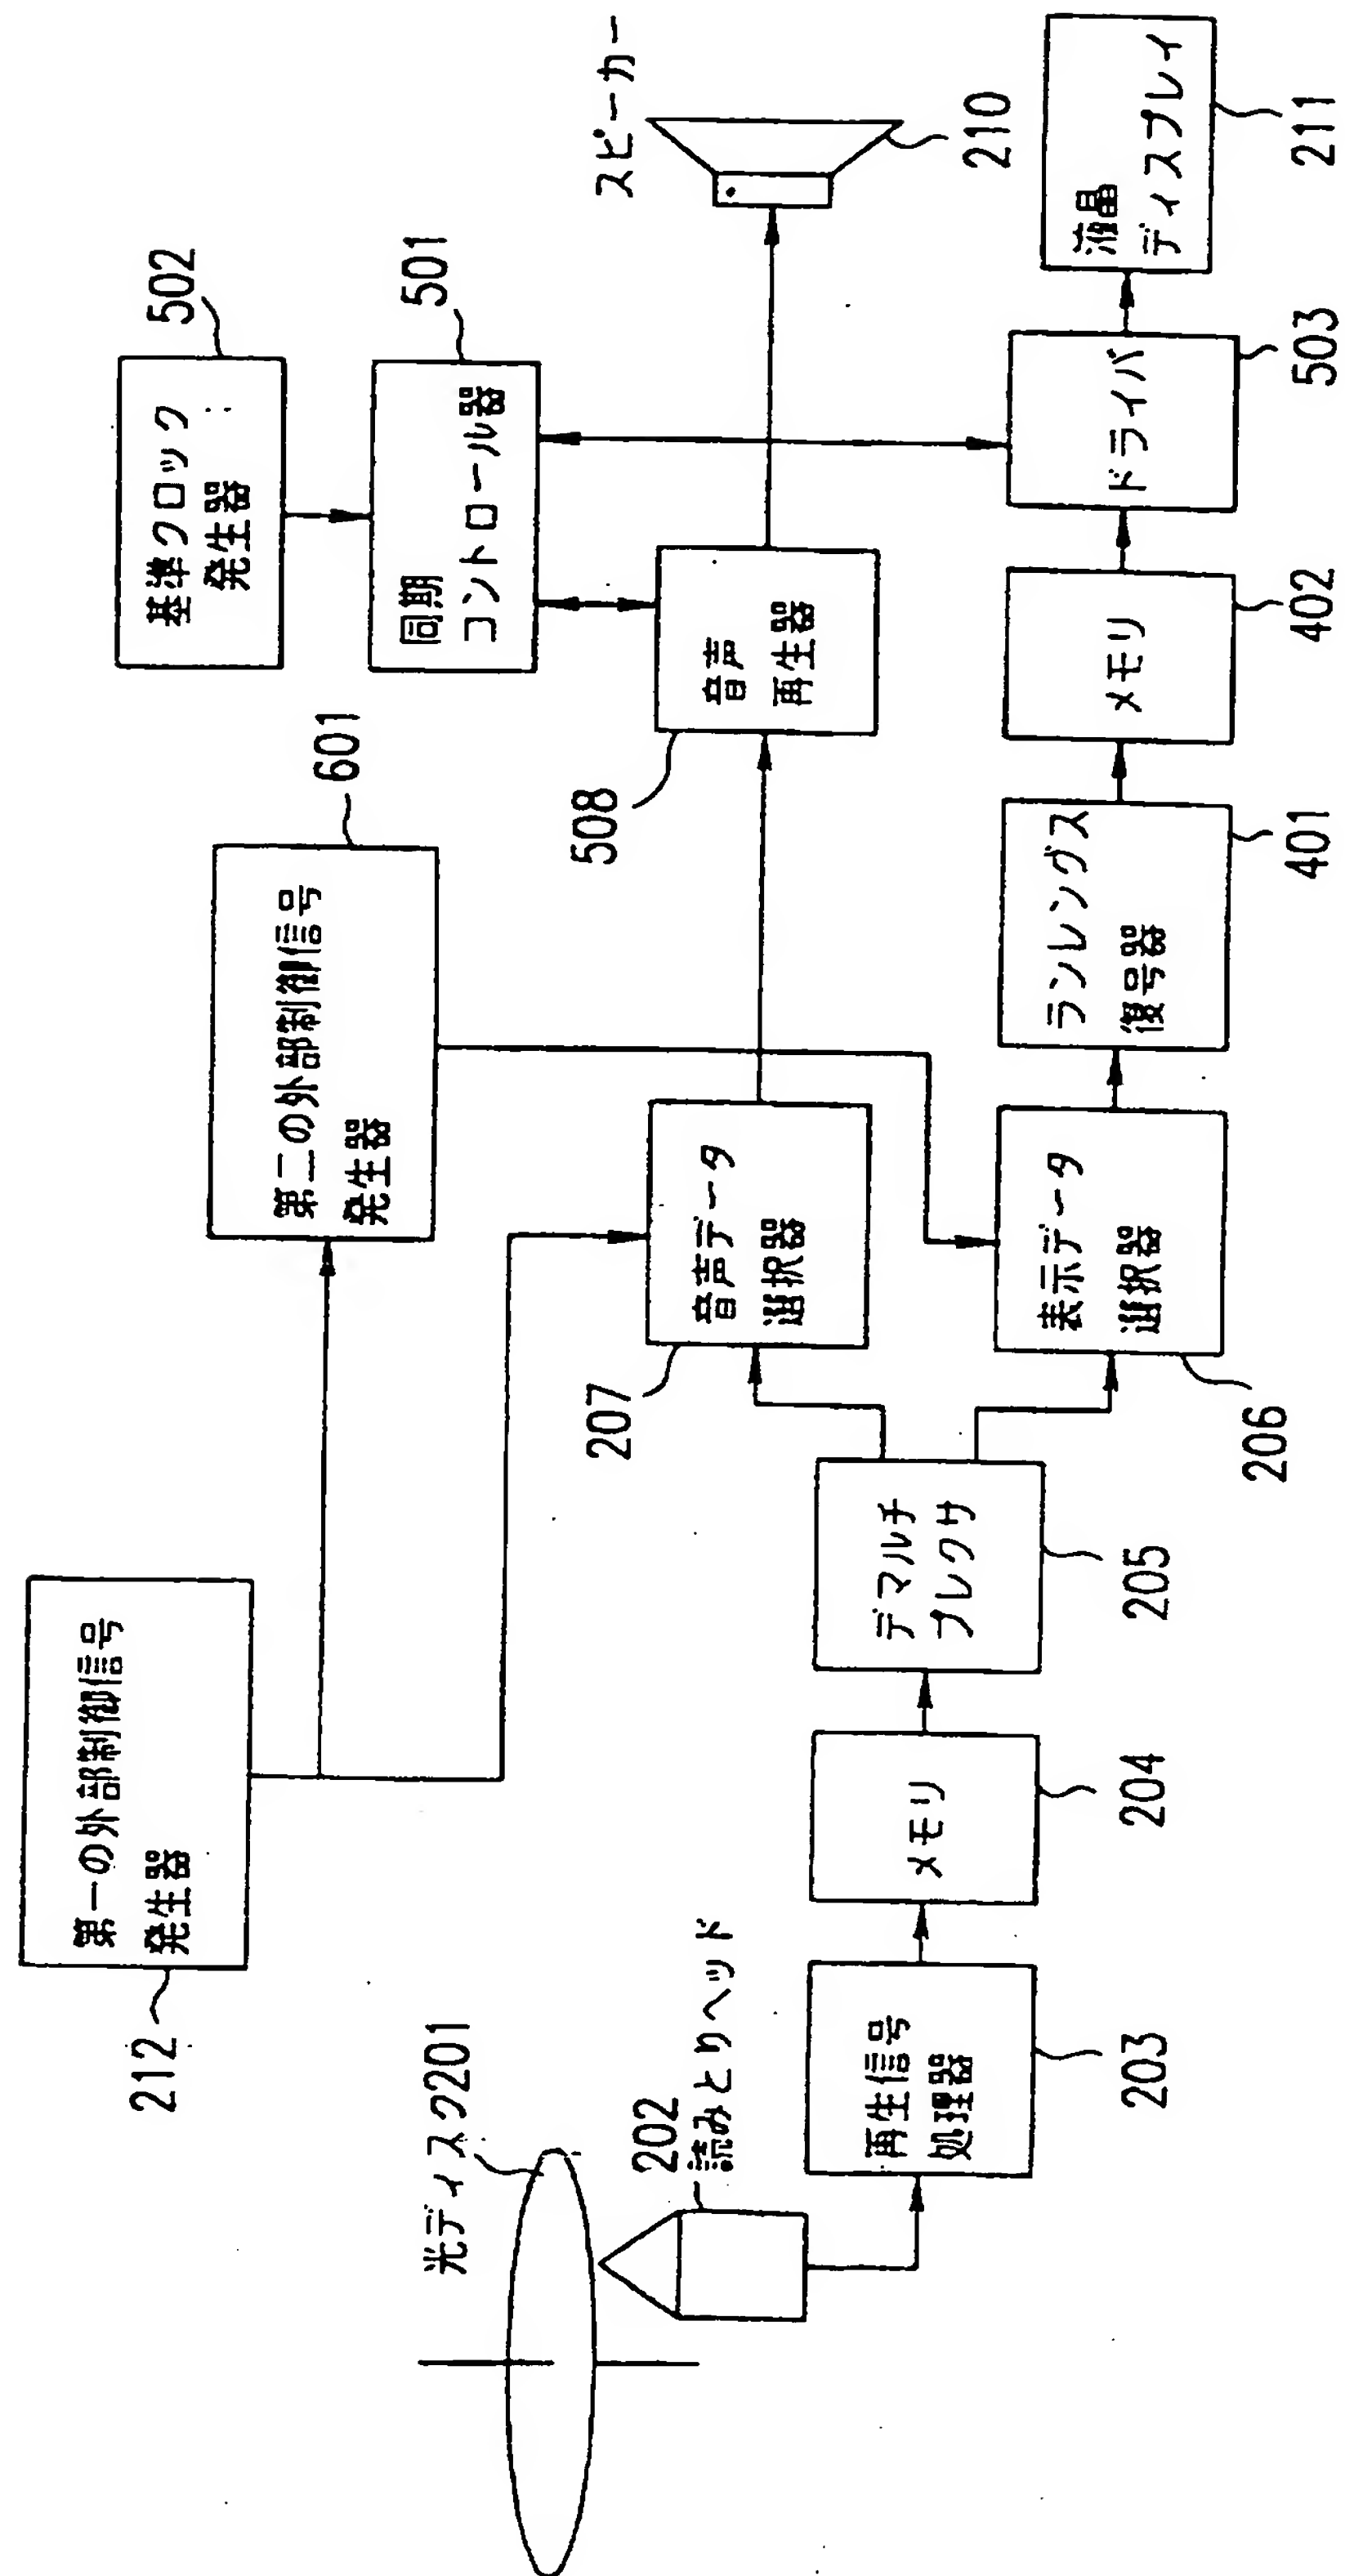 光ディスク201
202
読みとりヘッド
再生信号
処理器
203
メモリ
204
デマルチ
プレクサ
205
212
第一の外部制御信号
発生器
第二の外部制御信号
発生器
601
音声データ
選択器
207
表示データ
選択器
206
ランレングス
復号器
401
メモリ
402
音声
再生器
508
基準クロック
発生器
502
同期
コントロール器
501
ドライバ
503
スピーカー
210
液晶
ディスプレイ
211